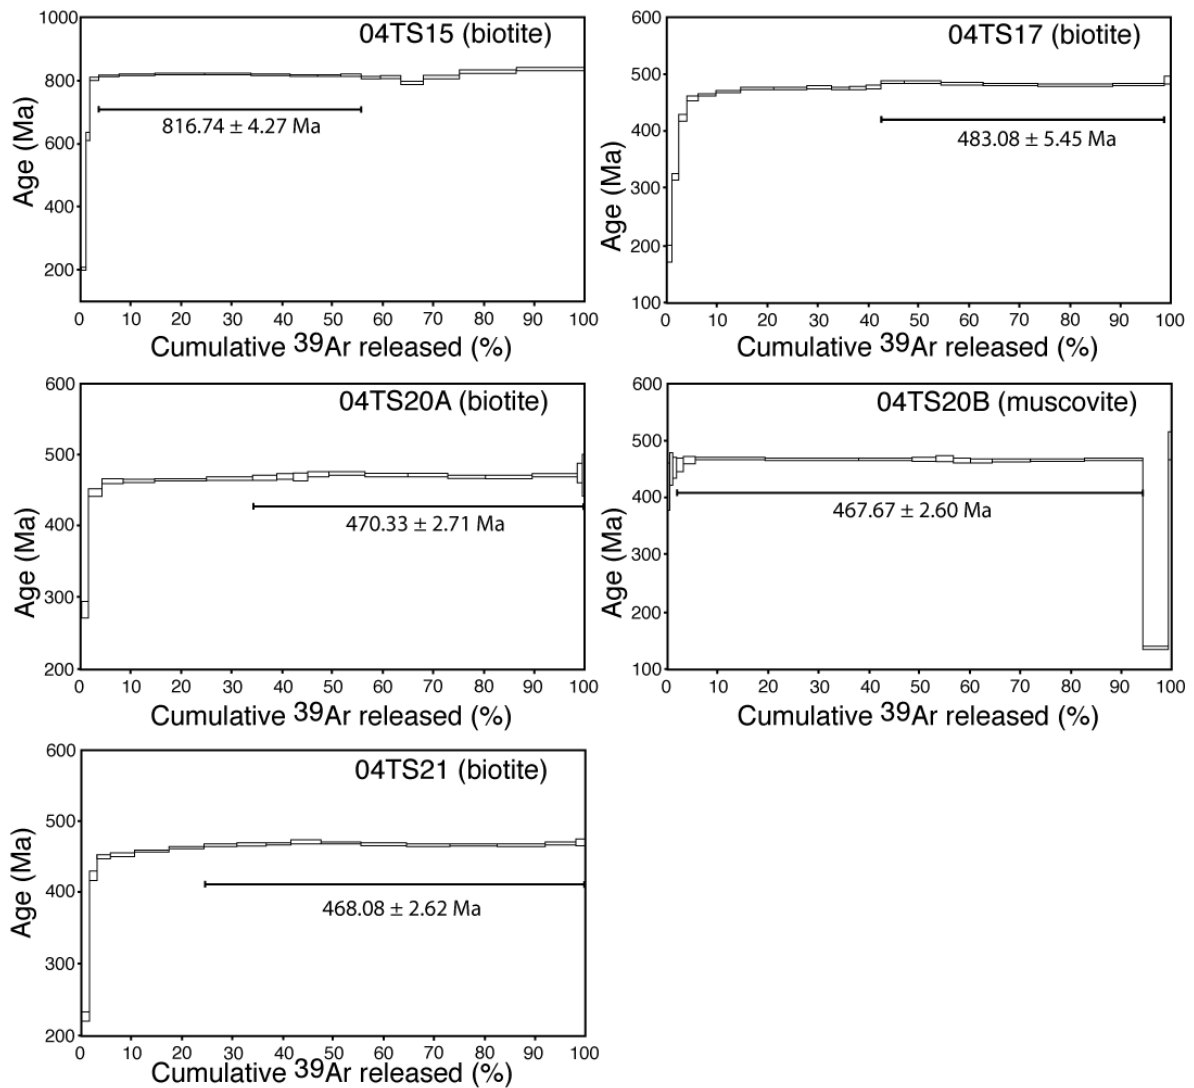 04TS15 (biotite)
1000
800
600
400
200
Age (Ma)
816.74 ± 4.27 Ma
0 10 20 30 40 50 60 70 80 90 100
Cumulative 39Ar released (%)
04TS17 (biotite)
600
500
400
300
200
100
Age (Ma)
483.08 ± 5.45 Ma
0 10 20 30 40 50 60 70 80 90 100
Cumulative 39Ar released (%)
04TS20A (biotite)
600
500
400
300
200
Age (Ma)
470.33 ± 2.71 Ma
0 10 20 30 40 50 60 70 80 90 100
Cumulative 39Ar released (%)
04TS20B (muscovite)
600
500
400
300
200
100
Age (Ma)
467.67 ± 2.60 Ma
0 10 20 30 40 50 60 70 80 90 100
Cumulative 39Ar released (%)
04TS21 (biotite)
600
500
400
300
200
Age (Ma)
468.08 ± 2.62 Ma
0 10 20 30 40 50 60 70 80 90 100
Cumulative 39Ar released (%)